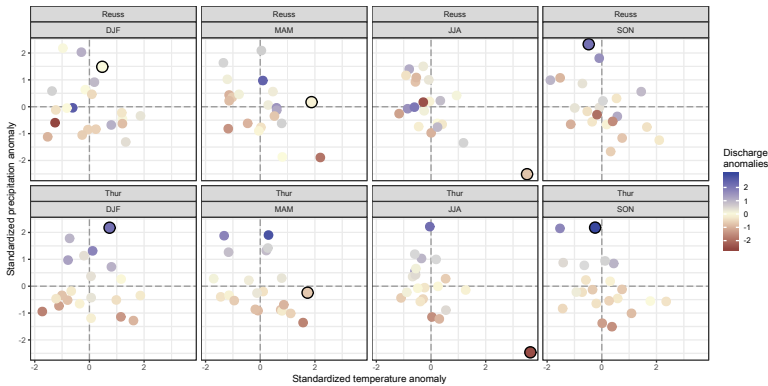 Reuss
Reuss
Reuss
Reuss
DJF
MAM
JJA
SON
2
1
0
-1
-2
Thur
Thur
Thur
Thur
DJF
MAM
JJA
SON
2
1
0
-1
-2
-2 0 2
-2 0 2
-2 0 2
-2 0 2
Standardized temperature anomaly
Standardized precipitation anomaly
Discharge
anomalies
2
1
0
-1
-2